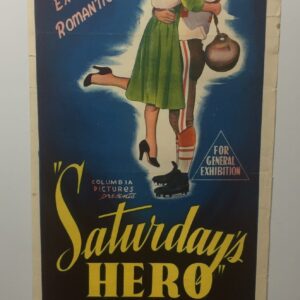 ROMANTIC
FOR
GENERAL
EXHIBITION
COLUMBIA
PICTURES
presents
"Saturday's
HERO"